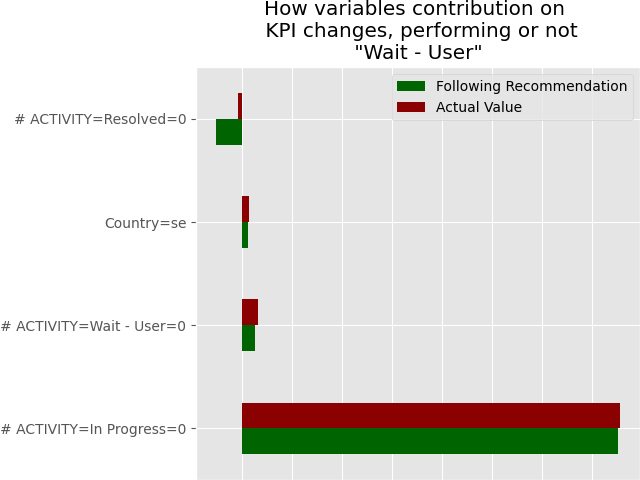 How variables contribution on
KPI changes, performing or not
"Wait - User"
Following Recommendation
Actual Value
# ACTIVITY=Resolved=0
Country=se
# ACTIVITY=Wait - User=0
# ACTIVITY=In Progress=0